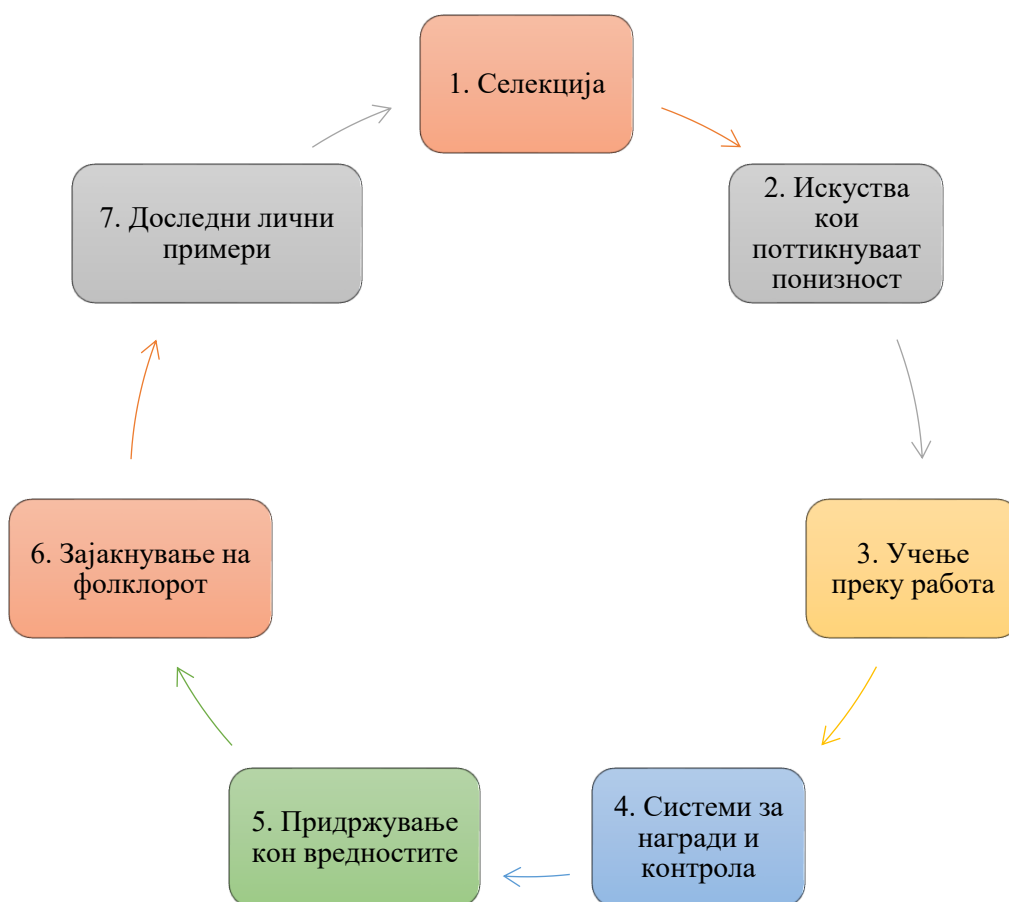 1. Селекција
2. Искуства
кои
поттикнуваат
понизност
3. Учење
преку работа
4. Системи за
награди и
контрола
5. Придржување
кон вредностите
6. Зајакнување на
фолклорот
7. Доследни лични
примери